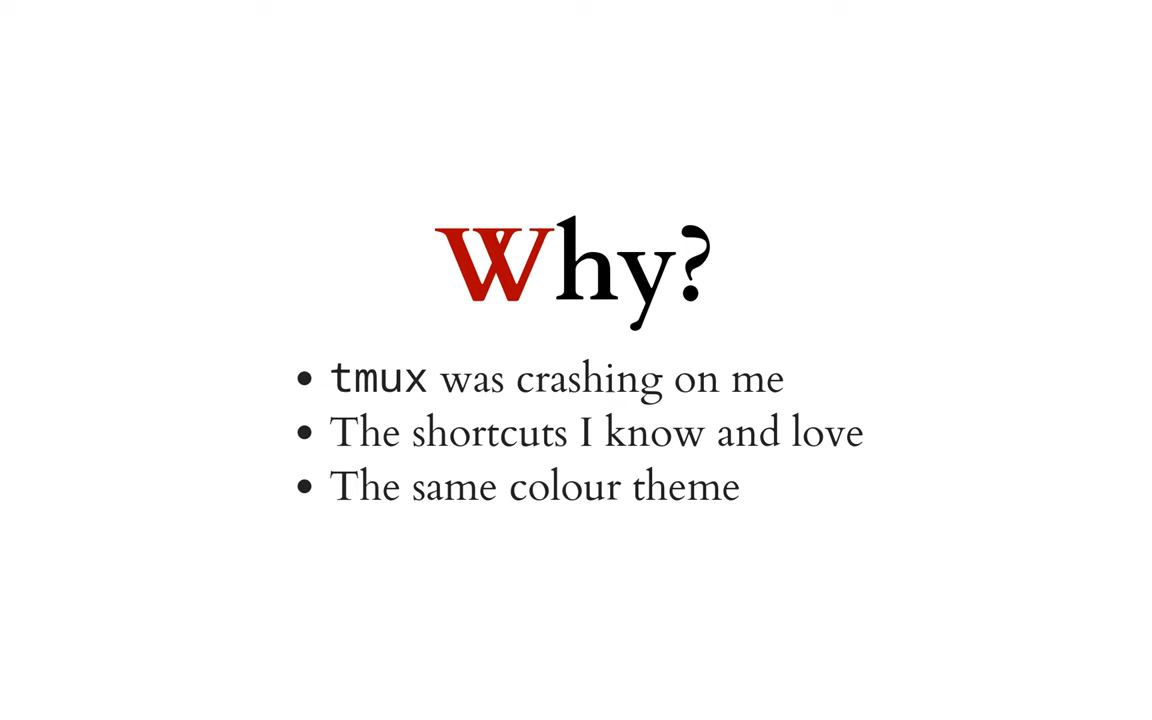 Why?
• tmux was crashing on me
• The shortcuts I know and love
• The same colour theme